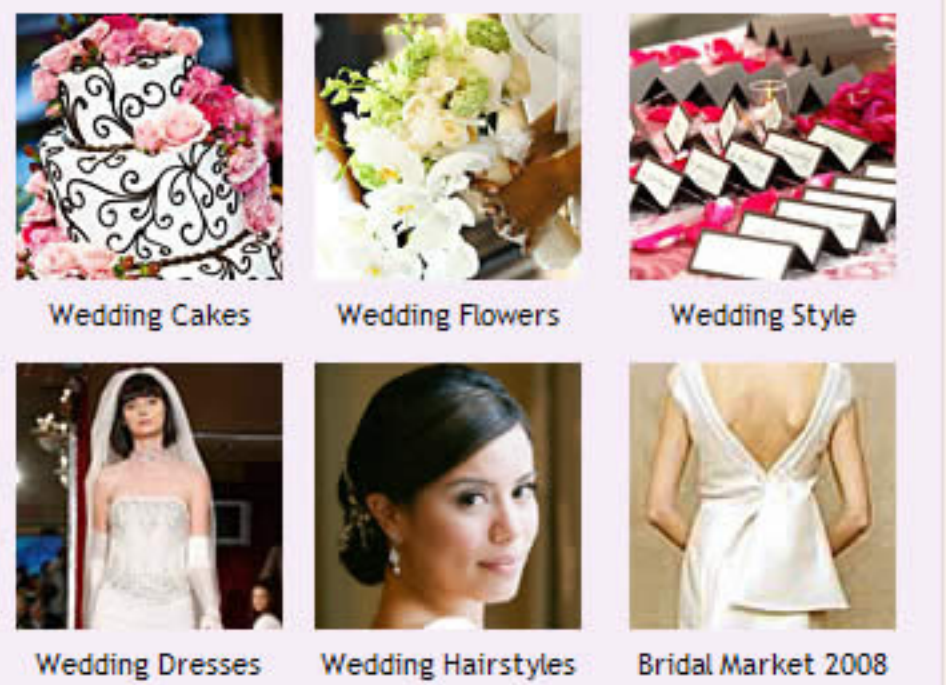 Wedding Cakes
Wedding Flowers
Wedding Style
Wedding Dresses
Wedding Hairstyles
Bridal Market 2008